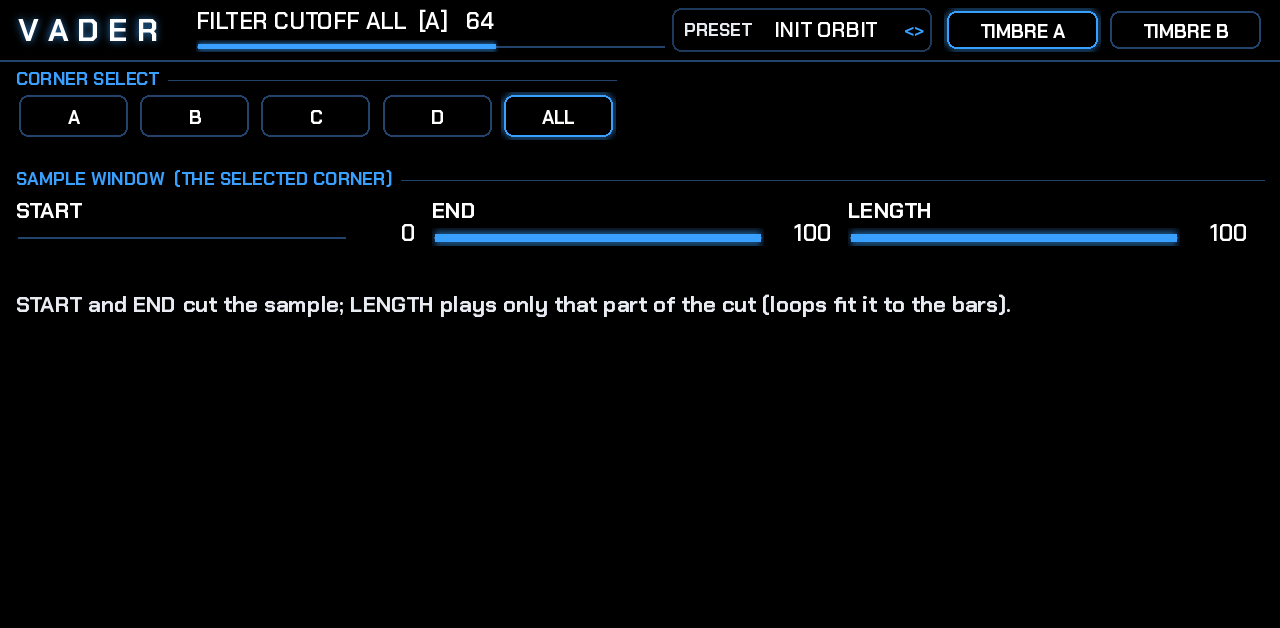 VADER
FILTER CUTOFF ALL [A] 64
PRESET INIT ORBIT <>
TIMBRE A
TIMBRE B
CORNER SELECT
A B C D ALL
SAMPLE WINDOW (THE SELECTED CORNER)
START 0
END 100
LENGTH 100
START and END cut the sample; LENGTH plays only that part of the cut (loops fit it to the bars).